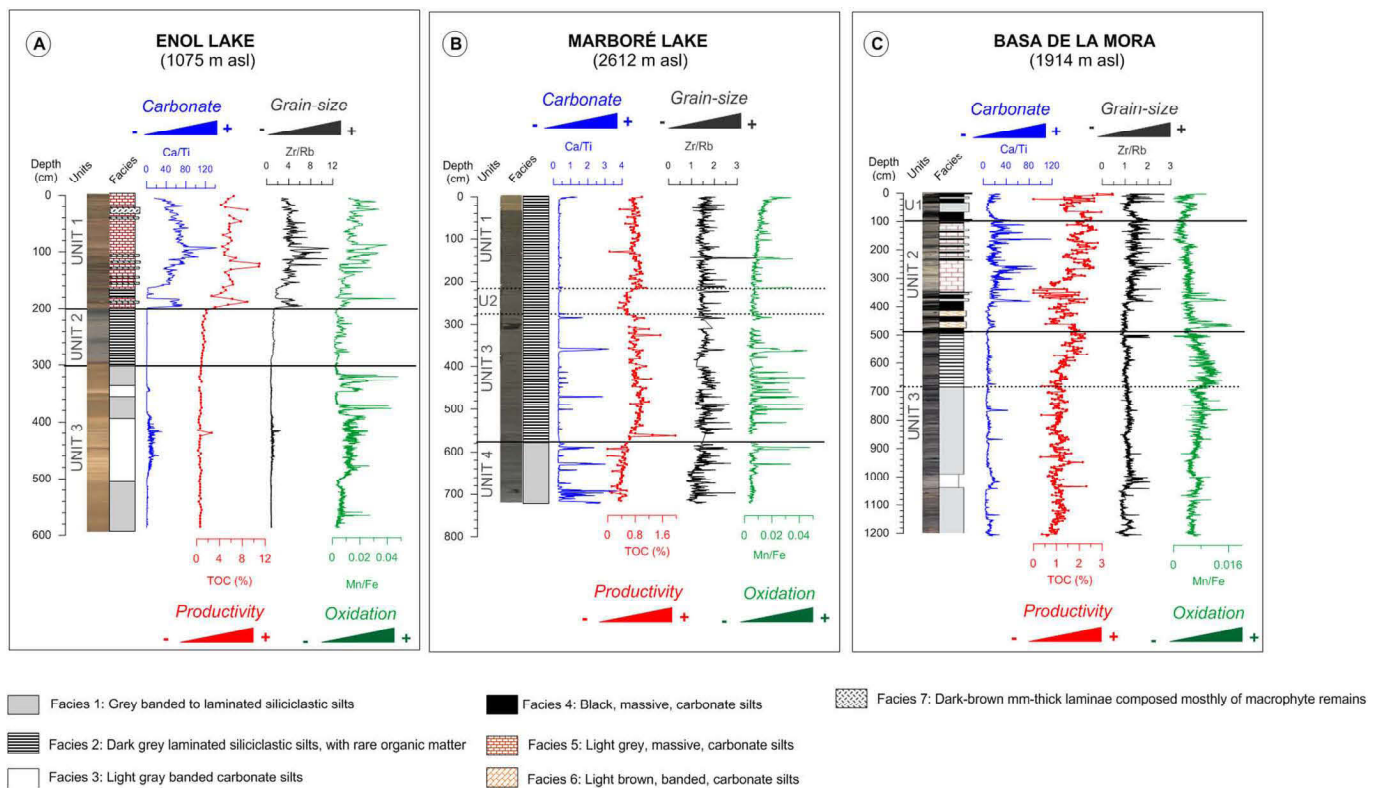 A
ENOL LAKE
(1075 m asl)
Carbonate
Grain-size
- +
- +
Depth
(cm)
Units
Facies
Ca/Ti
0 40 80 120
Zr/Rb
0 4 8 12
0
100
200
300
400
500
600
UNIT 1
UNIT 2
UNIT 3
0 4 8 12
TOC (%)
0 0.02 0.04
Mn/Fe
Productivity
- +
Oxidation
- +
B
MARBORÉ LAKE
(2612 m asl)
Carbonate
Grain-size
- +
- +
Depth
(cm)
Units
Facies
Ca/Ti
0 1 2 3 4
Zr/Rb
0 1 2 3
0
100
200
300
400
500
600
700
800
UNIT 1
U2
UNIT 3
UNIT 4
0 0.8 1.6
TOC (%)
0 0.02 0.04
Mn/Fe
Productivity
- +
Oxidation
- +
C
BASA DE LA MORA
(1914 m asl)
Carbonate
Grain-size
- +
- +
Depth
(cm)
Units
Facies
Ca/Ti
0 40 80 120
Zr/Rb
0 1 2 3
0
100
200
300
400
500
600
700
800
900
1000
1100
1200
U1
UNIT 2
UNIT 3
0 1 2 3
TOC (%)
0 0.016
Mn/Fe
Productivity
- +
Oxidation
- +
Facies 1: Grey banded to laminated siliciclastic silts
Facies 2: Dark grey laminated siliciclastic silts, with rare organic matter
Facies 3: Light gray banded carbonate silts
Facies 4: Black, massive, carbonate silts
Facies 5: Light grey, massive, carbonate silts
Facies 6: Light brown, banded, carbonate silts
Facies 7: Dark-brown mm-thick laminae composed mosthly of macrophyte remains